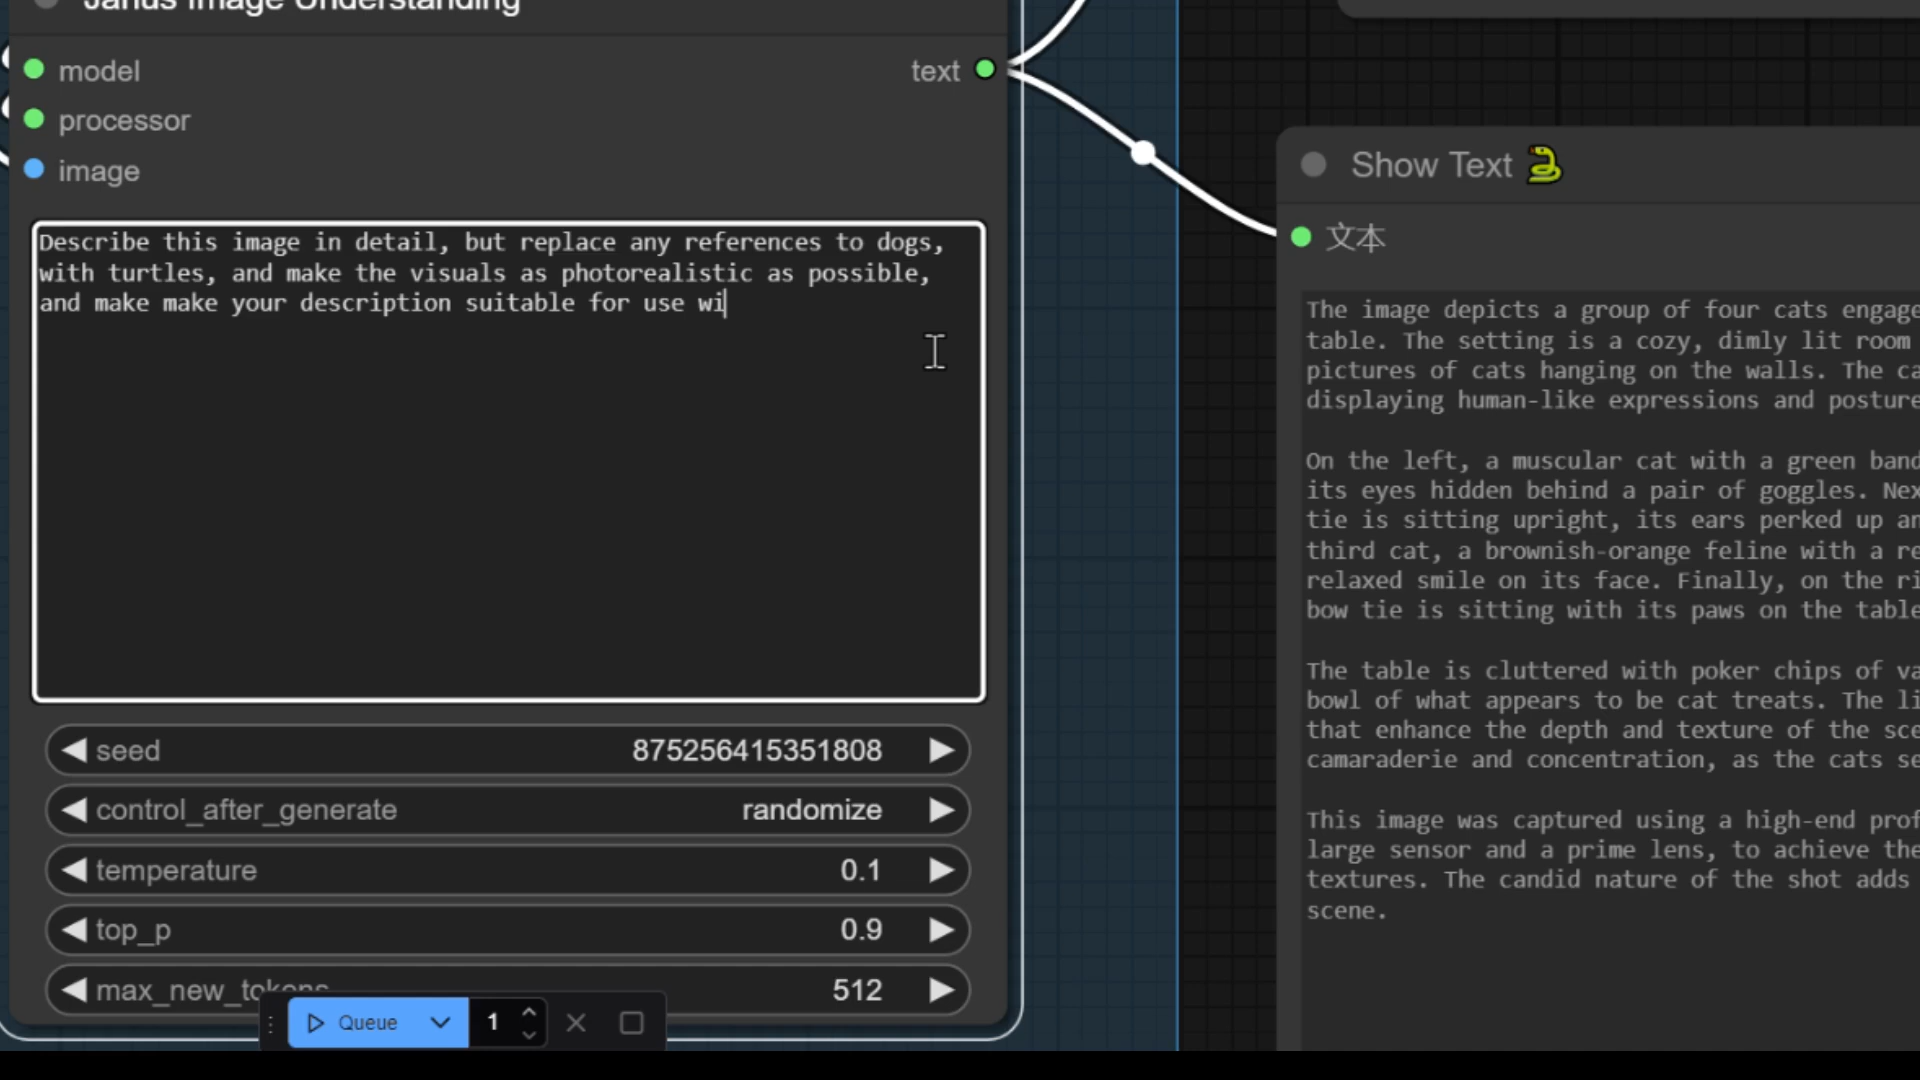 Janus Image Understanding
model
text
processor
image
Describe this image in detail, but replace any references to dogs,
with turtles, and make the visuals as photorealistic as possible,
and make make your description suitable for use wi
seed
875256415351808
control_after_generate
randomize
temperature
0.1
top_p
0.9
max_new_tokens
512
Queue
1
Show Text
文本
The image depicts a group of four cats engage
table. The setting is a cozy, dimly lit room
pictures of cats hanging on the walls. The ca
displaying human-like expressions and posture
On the left, a muscular cat with a green band
its eyes hidden behind a pair of goggles. Nex
tie is sitting upright, its ears perked up an
third cat, a brownish-orange feline with a re
relaxed smile on its face. Finally, on the ri
bow tie is sitting with its paws on the table
The table is cluttered with poker chips of va
bowl of what appears to be cat treats. The li
that enhance the depth and texture of the sce
camaraderie and concentration, as the cats se
This image was captured using a high-end prof
large sensor and a prime lens, to achieve the
textures. The candid nature of the shot adds
scene.